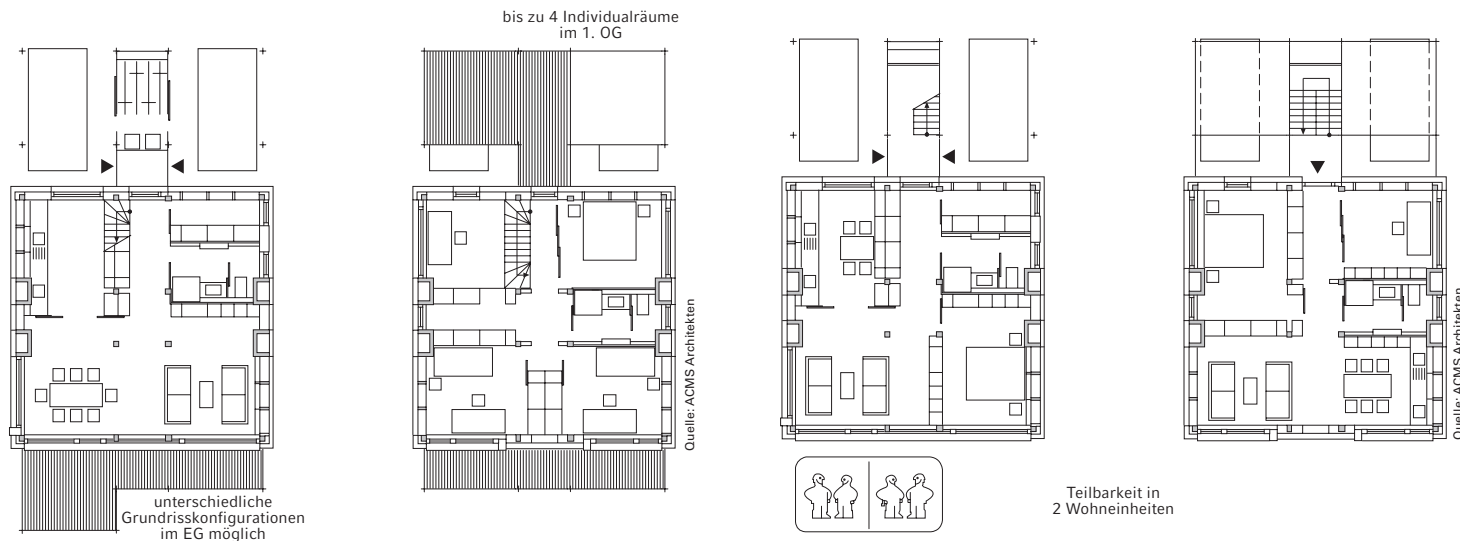 bis zu 4 Individualräume
im 1. OG
Quelle: ACMS Architekten
Quelle: ACMS Architekten
unterschiedliche
Grundrisskonfigurationen
im EG möglich
Teilbarkeit in
2 Wohneinheiten